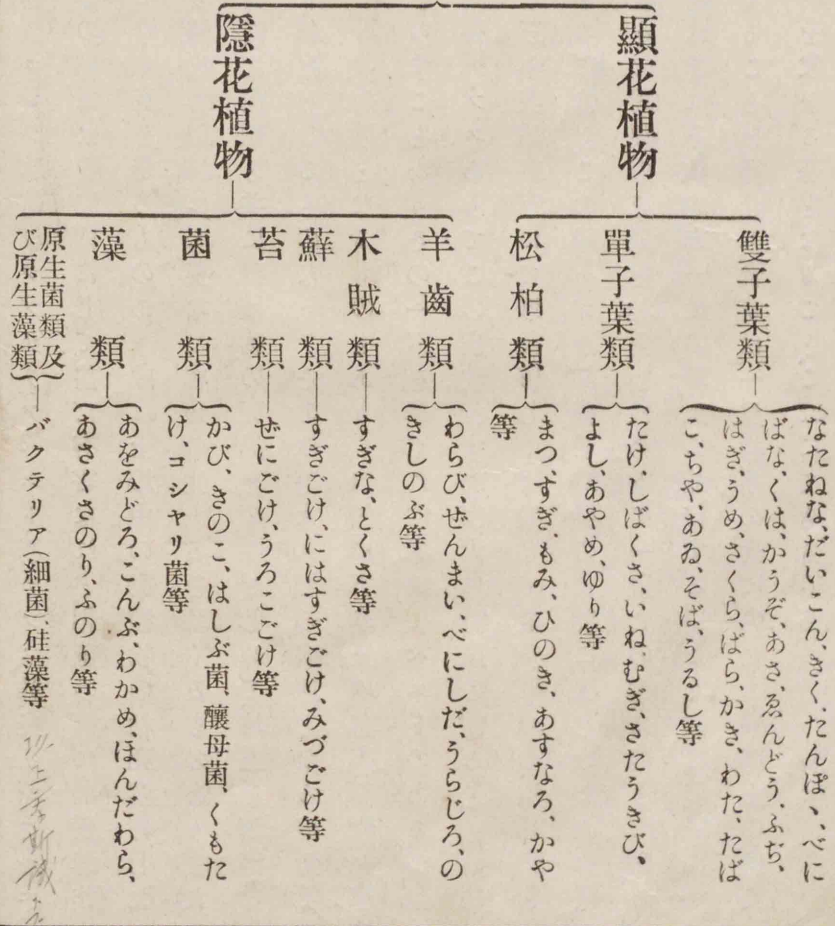 顯花植物
雙子葉類
なたねな、だいこん、きく、たんぽゝ、べに
ばな、くは、かうぞ、あさ、ゑんどう、ふぢ、
はぎ、うめ、さくら、ばら、かき、わた、たば
こ、ちや、あゐ、そば、うるし等
單子葉類
たけ、しばくさ、いね、むぎ、さたうきび、
よし、あやめ、ゆり等
松柏類
まつ、すぎ、もみ、ひのき、あすなろ、かや
等
隱花植物
羊齒類
わらび、ぜんまい、べにしだ、うらじろ、の
きしのぶ等
木賊類
すぎな、とくさ等
蘚類
すぎごけ、にはすぎごけ、みづごけ等
苔類
ぜにごけ、うろこごけ等
菌類
かび、きのこ、はしぶ菌、釀母菌、くもた
け、コシヤリ菌等
藻類
あをみどろ、こんぶ、わかめ、ほんだわら、
あさくさのり、ふのり等
原生菌類及
び原生藻類
バクテリア(細菌)、硅藻等
以上